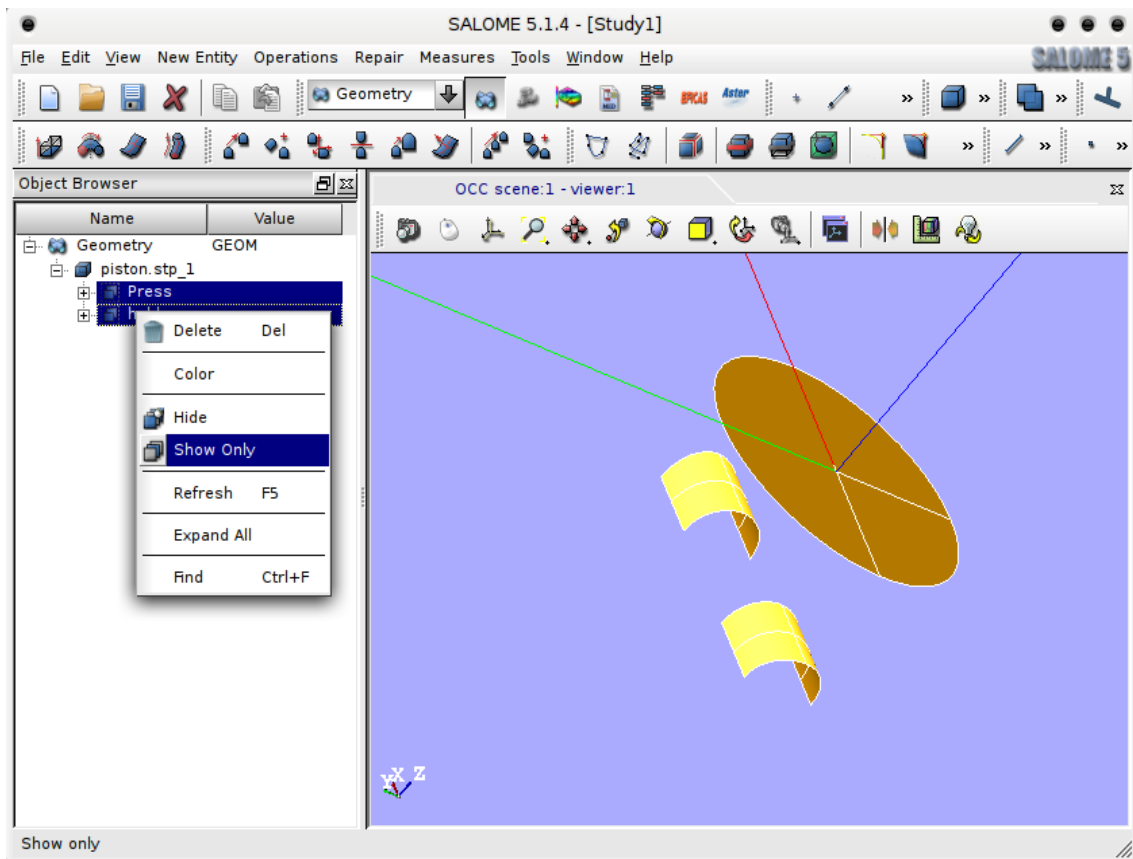 SALOME 5.1.4 - [Study1]
File Edit View New Entity Operations Repair Measures Tools Window Help
SALOME 5
Geometry
EFICAS
Aster
»
»
»
»
»
»
Object Browser
OCC scene:1 - viewer:1
Name Value
Geometry GEOM
piston.stp_1
Press
Delete Del
Color
Hide
Show Only
Refresh F5
Expand All
Find Ctrl+F
Y X Z
Show only